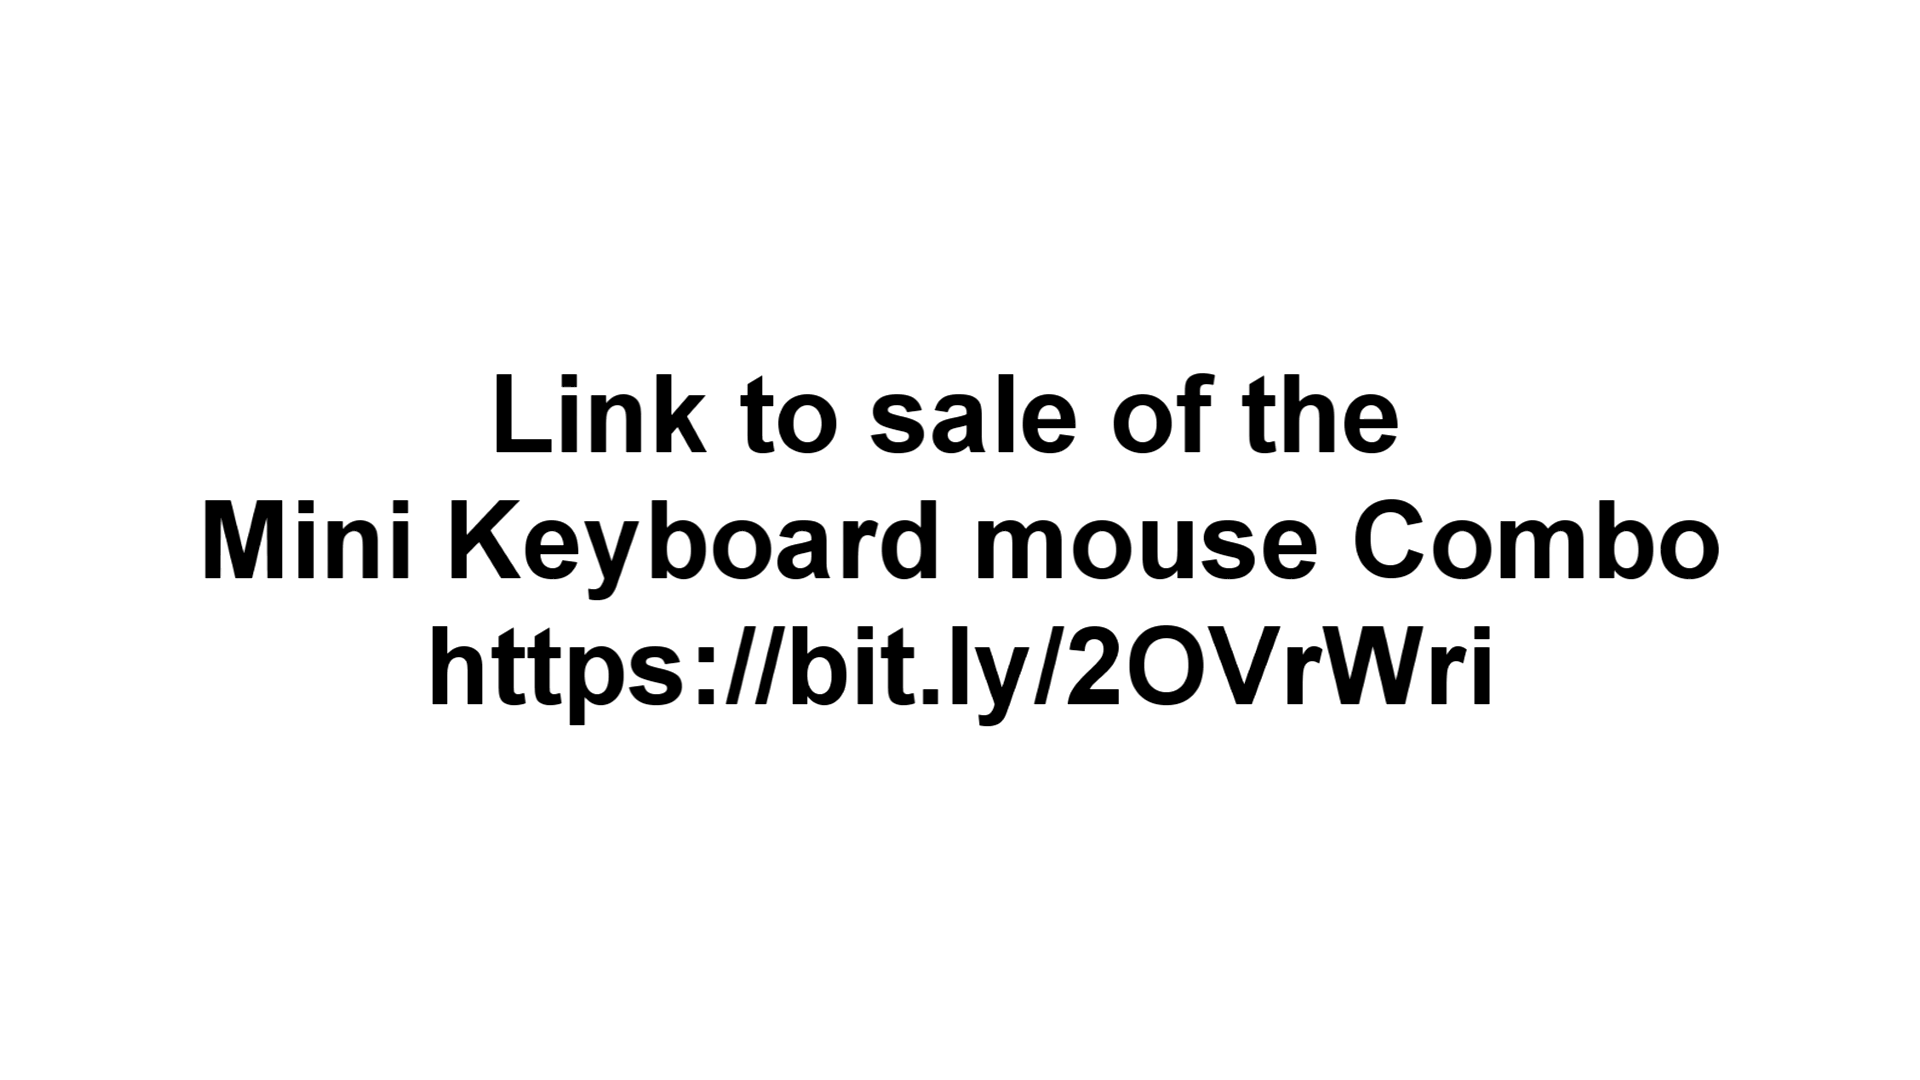 Link to sale of the
Mini Keyboard mouse Combo
https://bit.ly/2OVrWri